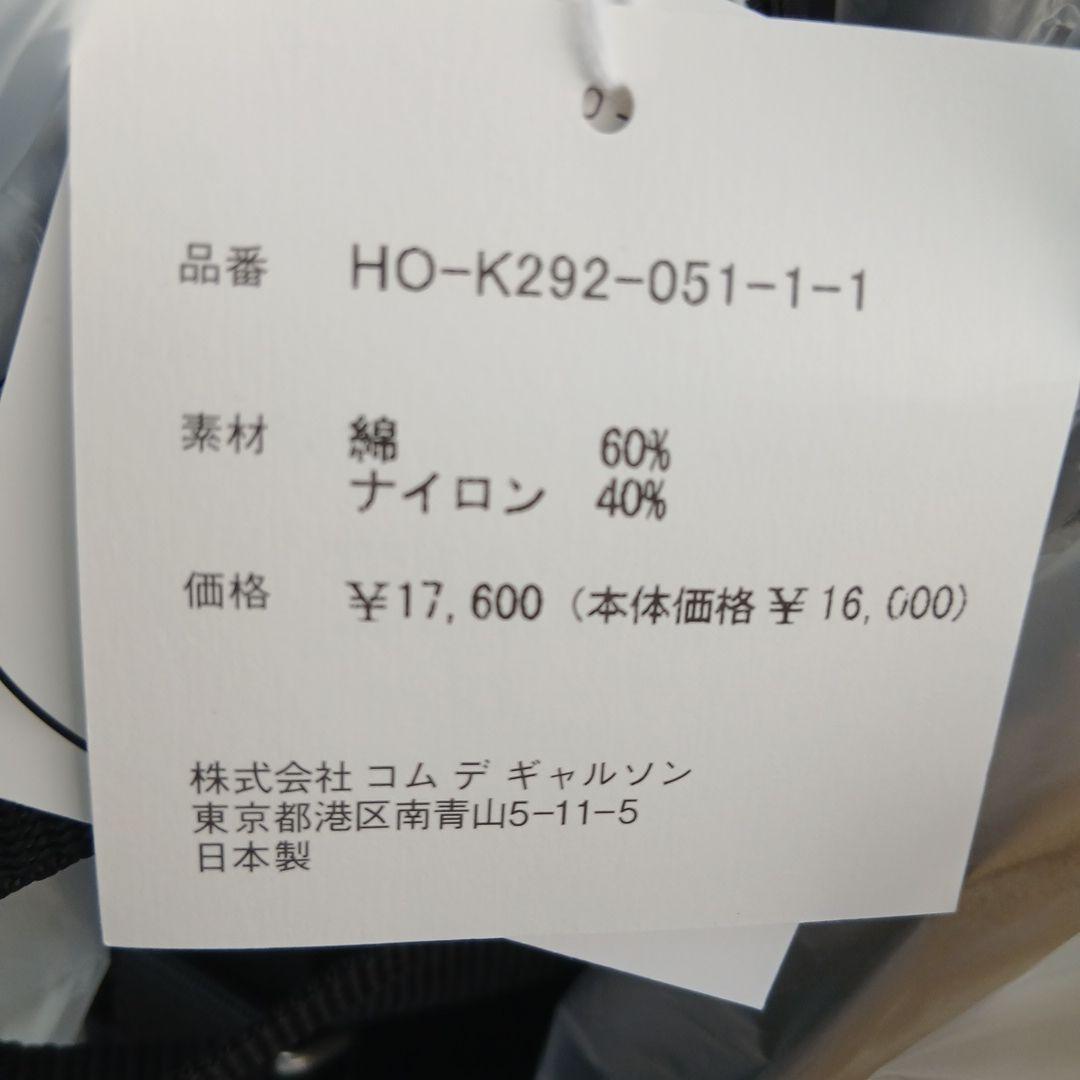 品番 HO-K292-051-1-1
素材 綿 60%
ナイロン 40%
価格 ¥17,600 (本体価格 ¥16,000)
株式会社 コム デ ギャルソン
東京都港区南青山5-11-5
日本製